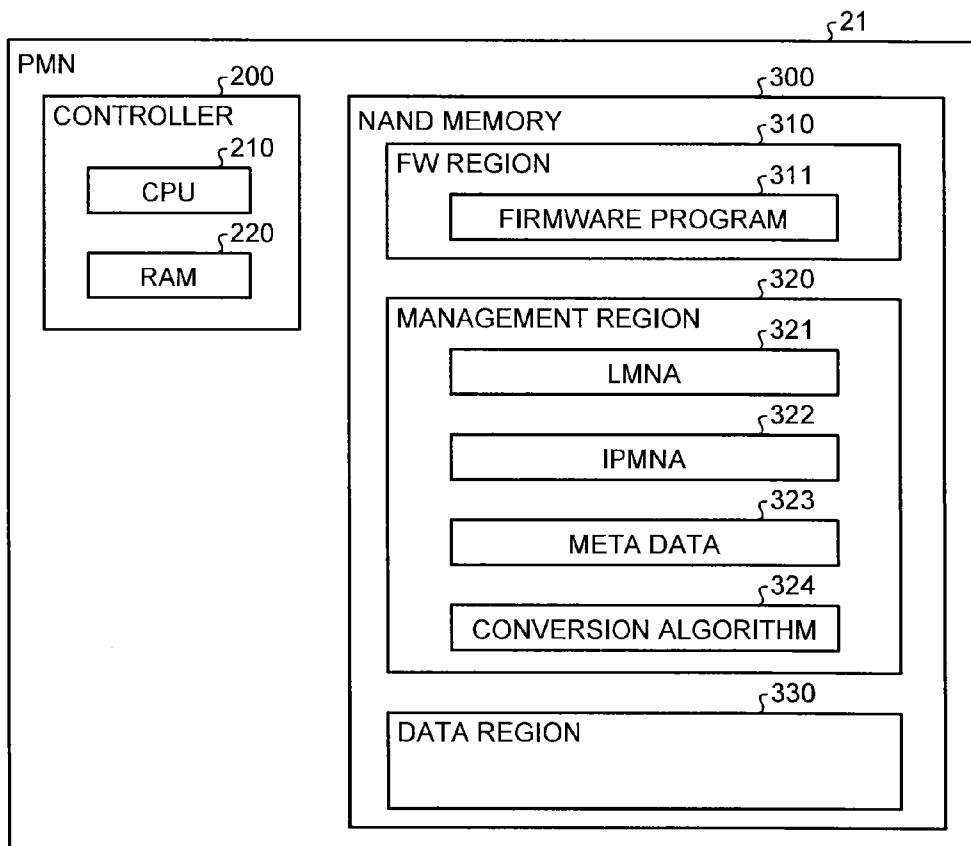 21
PMN
200
CONTROLLER
210
CPU
220
RAM
300
NAND MEMORY
310
FW REGION
311
FIRMWARE PROGRAM
320
MANAGEMENT REGION
321
LMNA
322
IPMNA
323
META DATA
324
CONVERSION ALGORITHM
330
DATA REGION